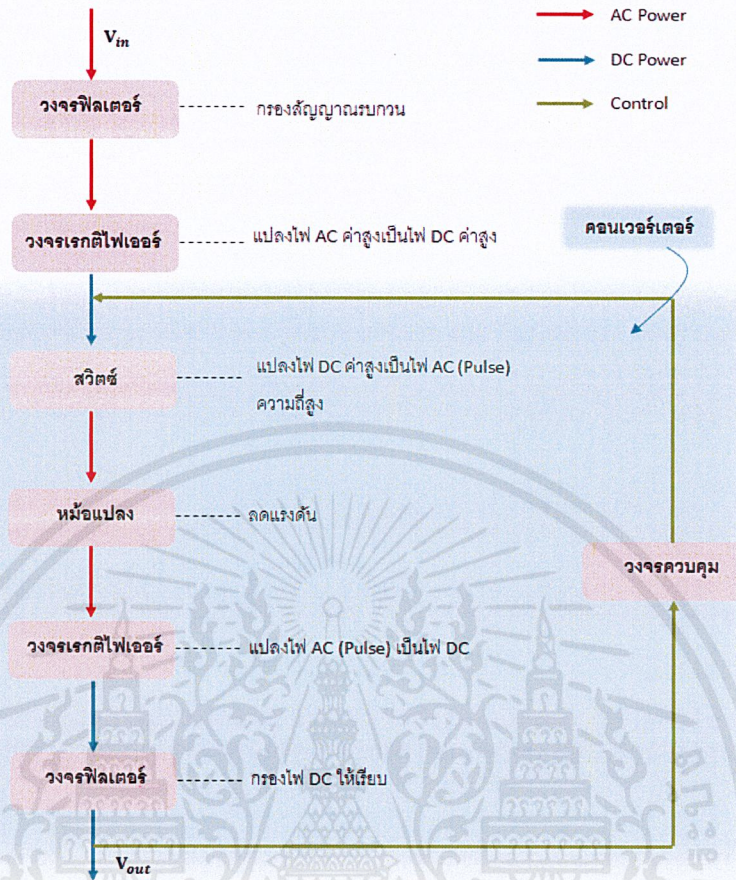 V_in
AC Power
DC Power
Control
วงจรฟิลเตอร์
กรองสัญญาณรบกวน
วงจรเรกติไฟเออร์
แปลงไฟ AC ค่าสูงเป็นไฟ DC ค่าสูง
คอนเวอร์เตอร์
สวิตซ์
แปลงไฟ DC ค่าสูงเป็นไฟ AC (Pulse)
ความถี่สูง
หม้อแปลง
ลดแรงดัน
วงจรควบคุม
วงจรเรกติไฟเออร์
แปลงไฟ AC (Pulse) เป็นไฟ DC
วงจรฟิลเตอร์
กรองไฟ DC ให้เรียบ
V_out